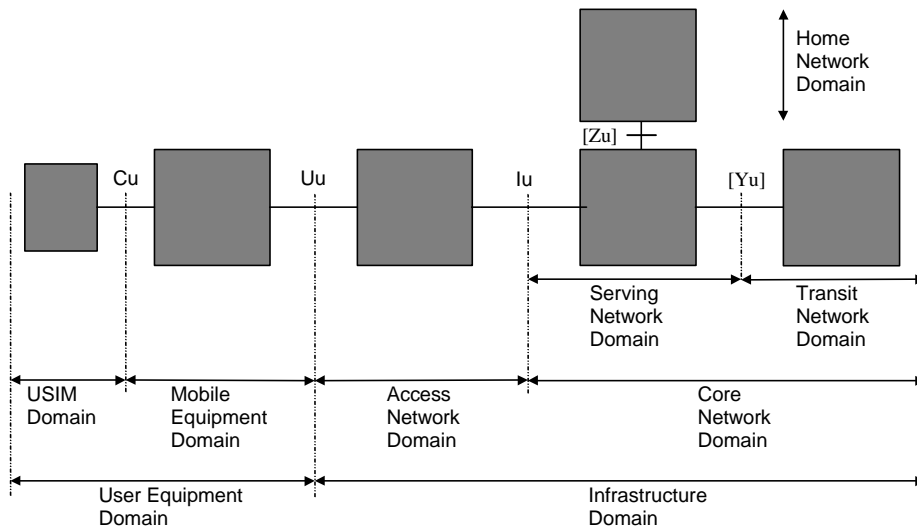 Home
Network
Domain
[Zu]
Cu
Uu
Iu
[Yu]
Serving
Network
Domain
Transit
Network
Domain
USIM
Domain
Mobile
Equipment
Domain
Access
Network
Domain
Core
Network
Domain
User Equipment
Domain
Infrastructure
Domain